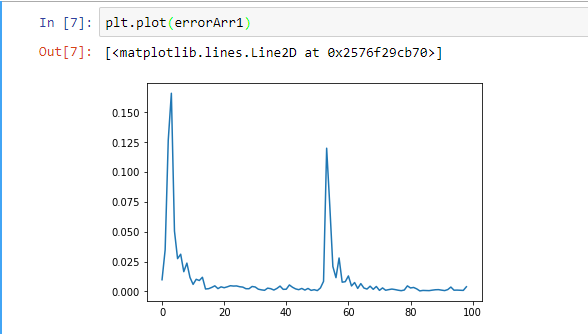 In [7]: plt.plot(errorArr1)
Out[7]: [<matplotlib.lines.Line2D at 0x2576f29cb70>]
0.150
0.125
0.100
0.075
0.050
0.025
0.000
0 20 40 60 80 100